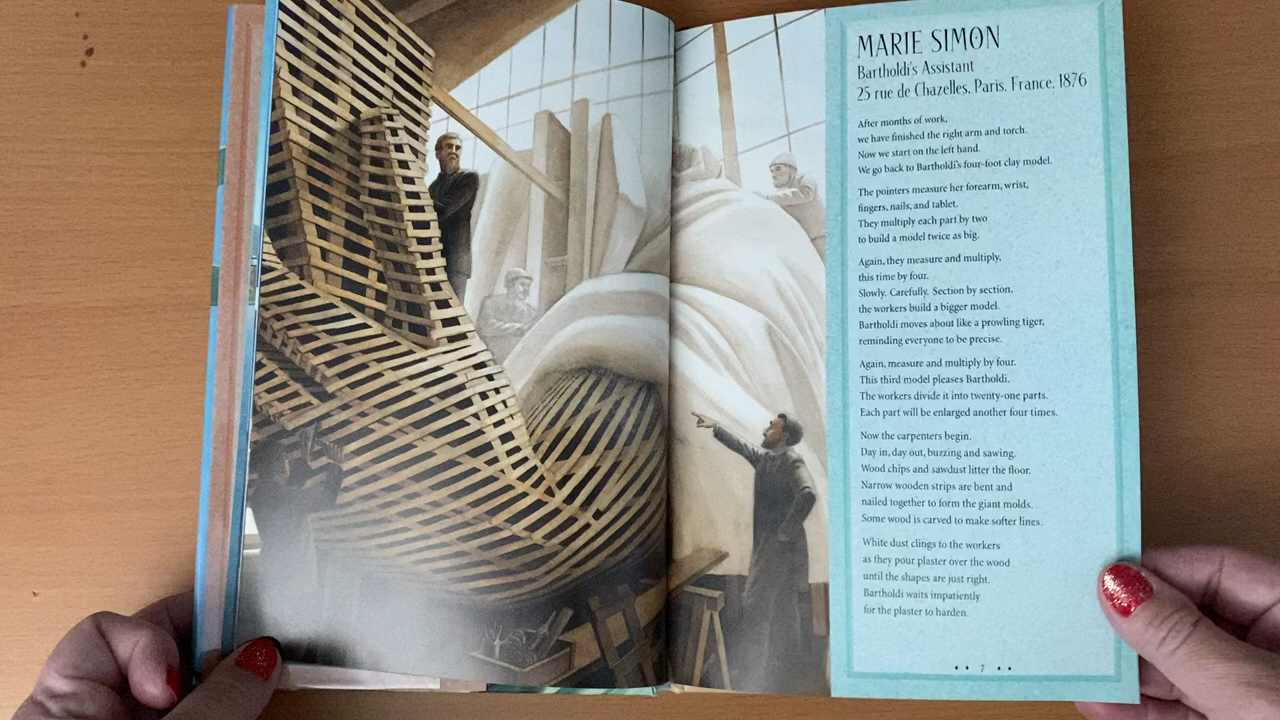 MARIE SIMON
Bartholdi's Assistant
25 rue de Chazelles, Paris, France, 1876
After months of work,
we have finished the right arm and torch.
Now we start on the left hand.
We go back to Bartholdi's four-foot clay model.
The pointers measure her forearm, wrist,
fingers, nails, and tablet.
They multiply each part by two
to build a model twice as big.
Again, they measure and multiply,
this time by four.
Slowly. Carefully. Section by section,
the workers build a bigger model.
Bartholdi moves about like a prowling tiger,
reminding everyone to be precise.
Again, measure and multiply by four.
This third model pleases Bartholdi.
The workers divide it into twenty-one parts.
Each part will be enlarged another four times.
Now the carpenters begin.
Day in, day out, buzzing and sawing.
Wood chips and sawdust litter the floor.
Narrow wooden strips are bent and
nailed together to form the giant molds.
Some wood is carved to make softer lines.
White dust clings to the workers
as they pour plaster over the wood
until the shapes are just right.
Bartholdi waits impatiently
for the plaster to harden.
• • 7 • •